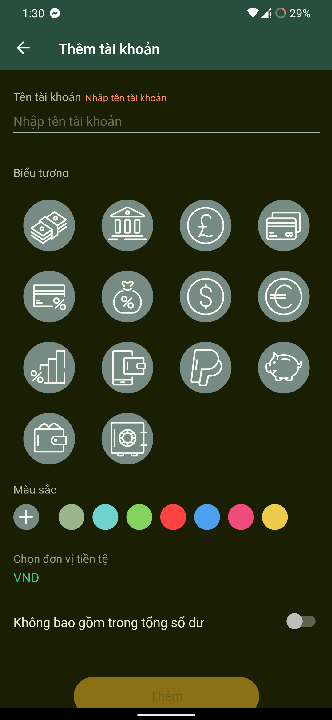 1:30
29%
Thêm tài khoản
Tên tài khoản Nhập tên tài khoản
Nhập tên tài khoản
Biểu tượng
Màu sắc
Chọn đơn vị tiền tệ
VND
Không bao gồm trong tổng số dư
Thêm